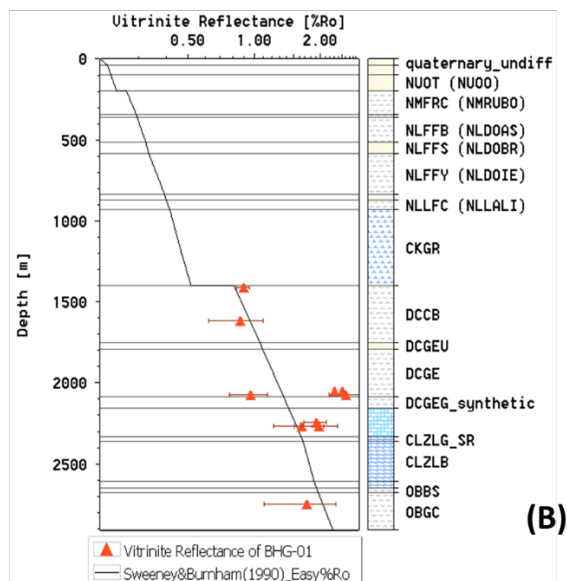 Vitrinite Reflectance [%Ro]
0.50 1.00 2.00
Depth [m]
0
500
1000
1500
2000
2500
quaternary_undiff
NUOT (NUOO)
NMFRC (NMRUBO)
NLFFB (NLDOAS)
NLFFS (NLDOBR)
NLFFY (NLDOIE)
NLLFC (NLLALI)
CKGR
DCCB
DCGEU
DCGE
DCGEG_synthetic
CLZLG_SR
CLZLB
OBBS
OBGC
(B)
Vitrinite Reflectance of BHG-01
Sweeney&Burnham(1990)_Easy%Ro